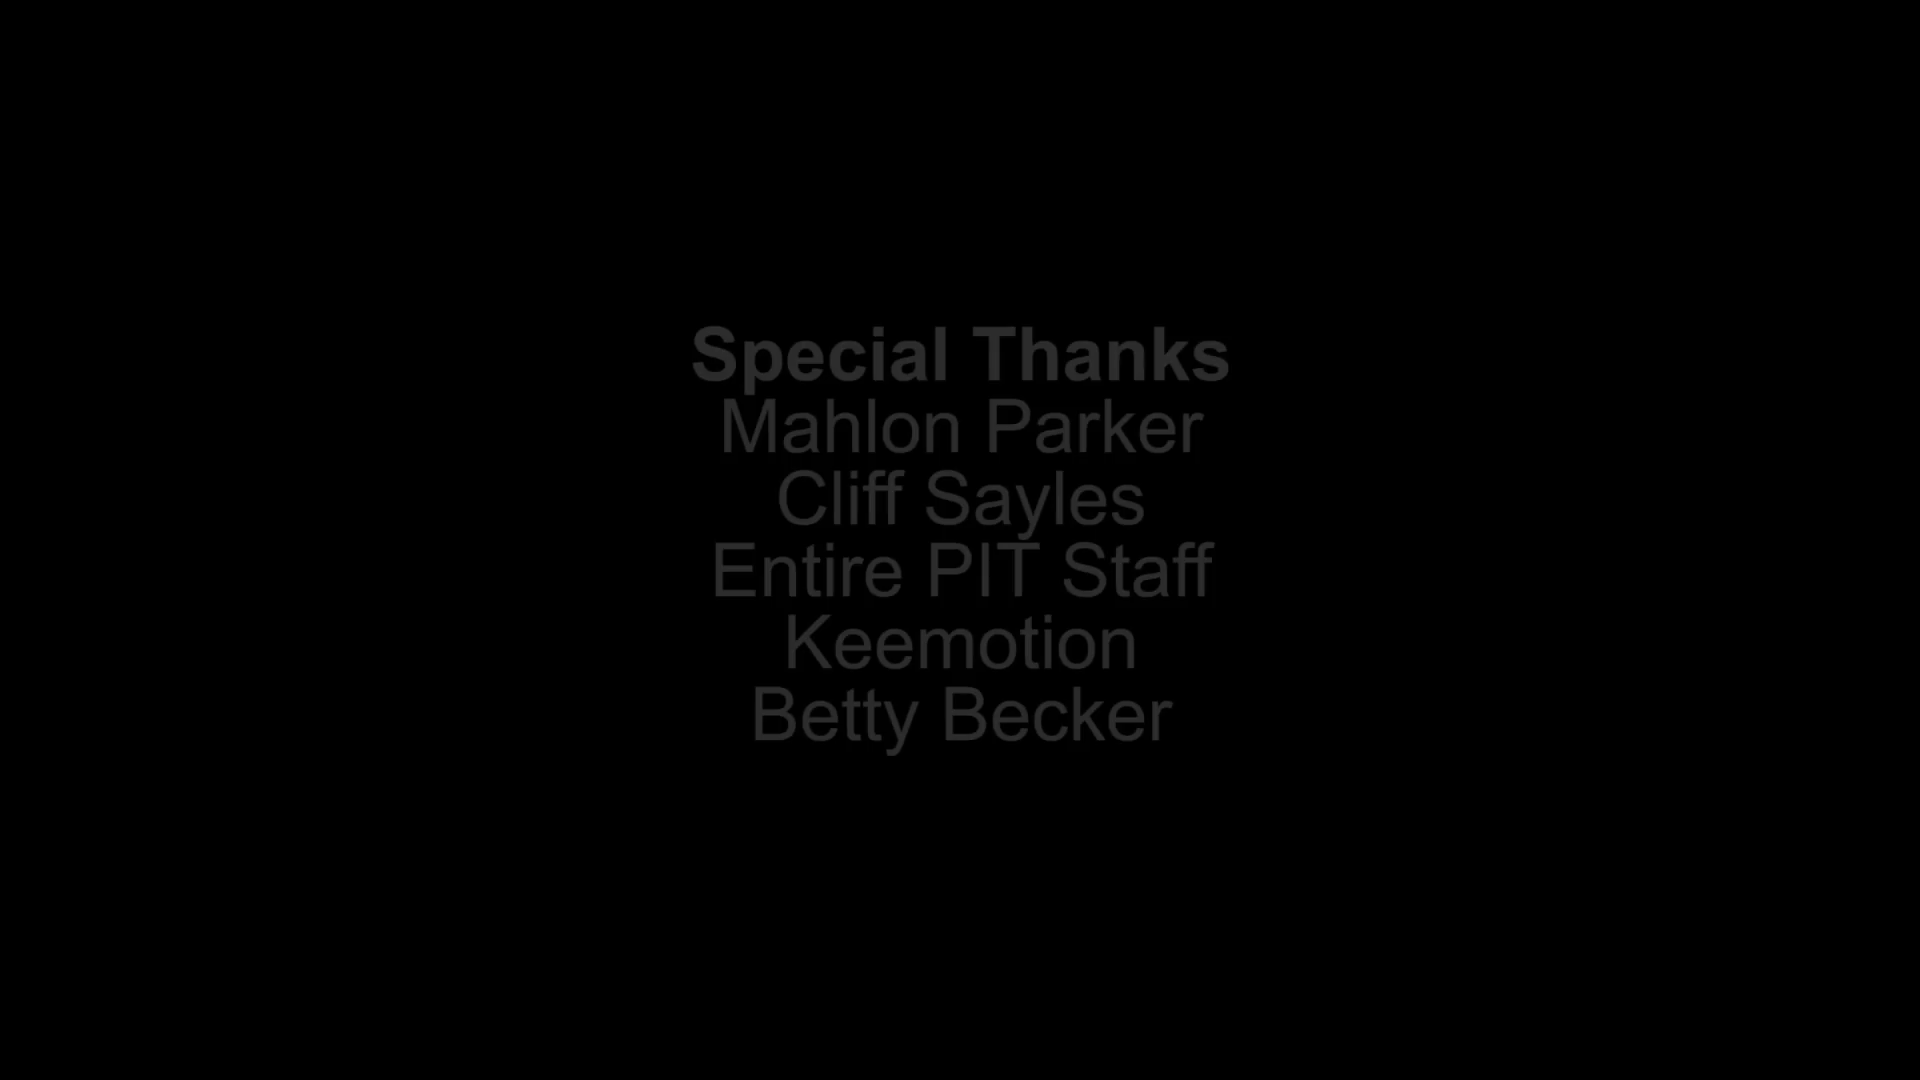 Special Thanks
Mahlon Parker
Cliff Sayles
Entire PIT Staff
Keemotion
Betty Becker